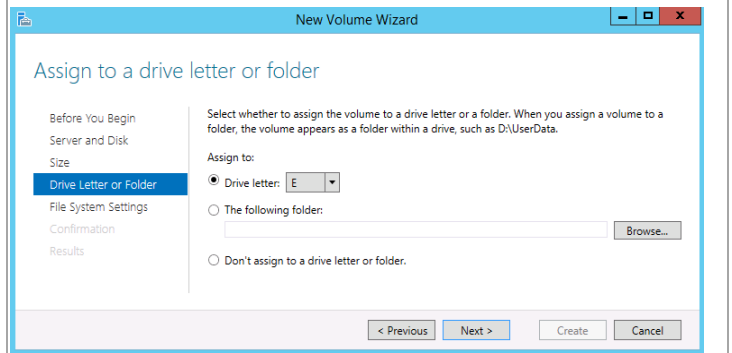 New Volume Wizard
Assign to a drive letter or folder
Before You Begin
Server and Disk
Size
Drive Letter or Folder
File System Settings
Confirmation
Results
Select whether to assign the volume to a drive letter or a folder. When you assign a volume to a
folder, the volume appears as a folder within a drive, such as D:\UserData.
Assign to:
Drive letter: E
The following folder:
Browse...
Don't assign to a drive letter or folder.
< Previous Next > Create Cancel